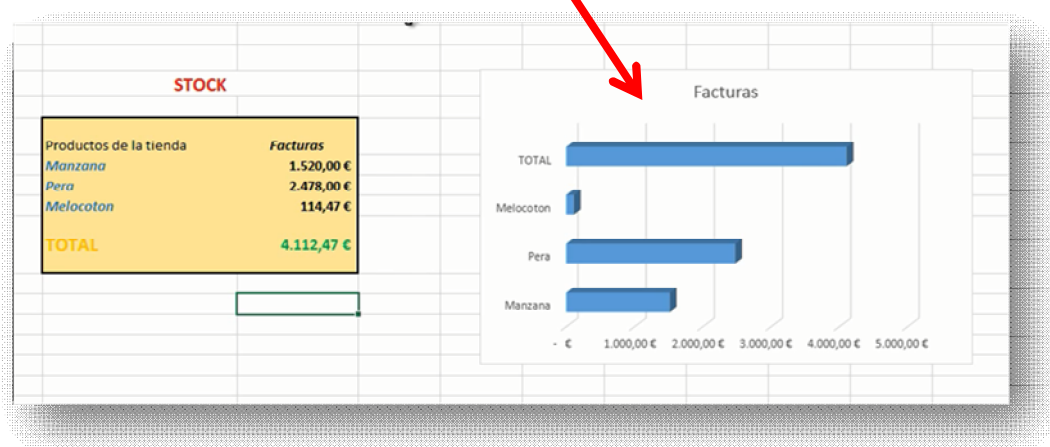 STOCK
Productos de la tienda Facturas
Manzana 1.520,00 €
Pera 2.478,00 €
Melocoton 114,47 €
TOTAL 4.112,47 €
Facturas
TOTAL
Melocoton
Pera
Manzana
- € 1.000,00 € 2.000,00 € 3.000,00 € 4.000,00 € 5.000,00 €